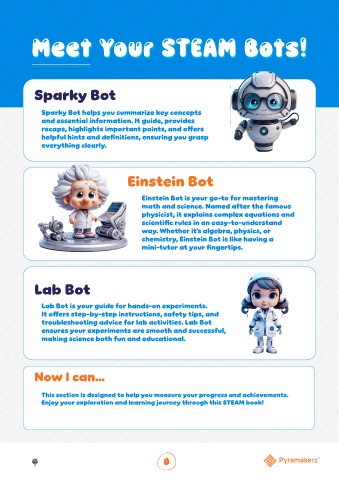 Meet Your STEAM Bots!
Sparky Bot
Sparky Bot helps you summarize key concepts
and essential information. It guide, provides
recaps, highlights important points, and offers
helpful hints and definitions, ensuring you grasp
everything clearly.
Einstein Bot
Einstein Bot is your go-to for mastering
math and science. Named after the famous
physicist, it explains complex equations and
scientific rules in an easy-to-understand
way. Whether it's algebra, physics, or
chemistry, Einstein Bot is like having a
mini-tutor at your fingertips.
Lab Bot
Lab Bot is your guide for hands-on experiments.
It offers step-by-step instructions, safety tips, and
troubleshooting advice for lab activities. Lab Bot
ensures your experiments are smooth and successful,
making science both fun and educational.
Now I can...
This section is designed to help you measure your progress and achievements.
Enjoy your exploration and learning journey through this STEAM book!
Pyramakerz